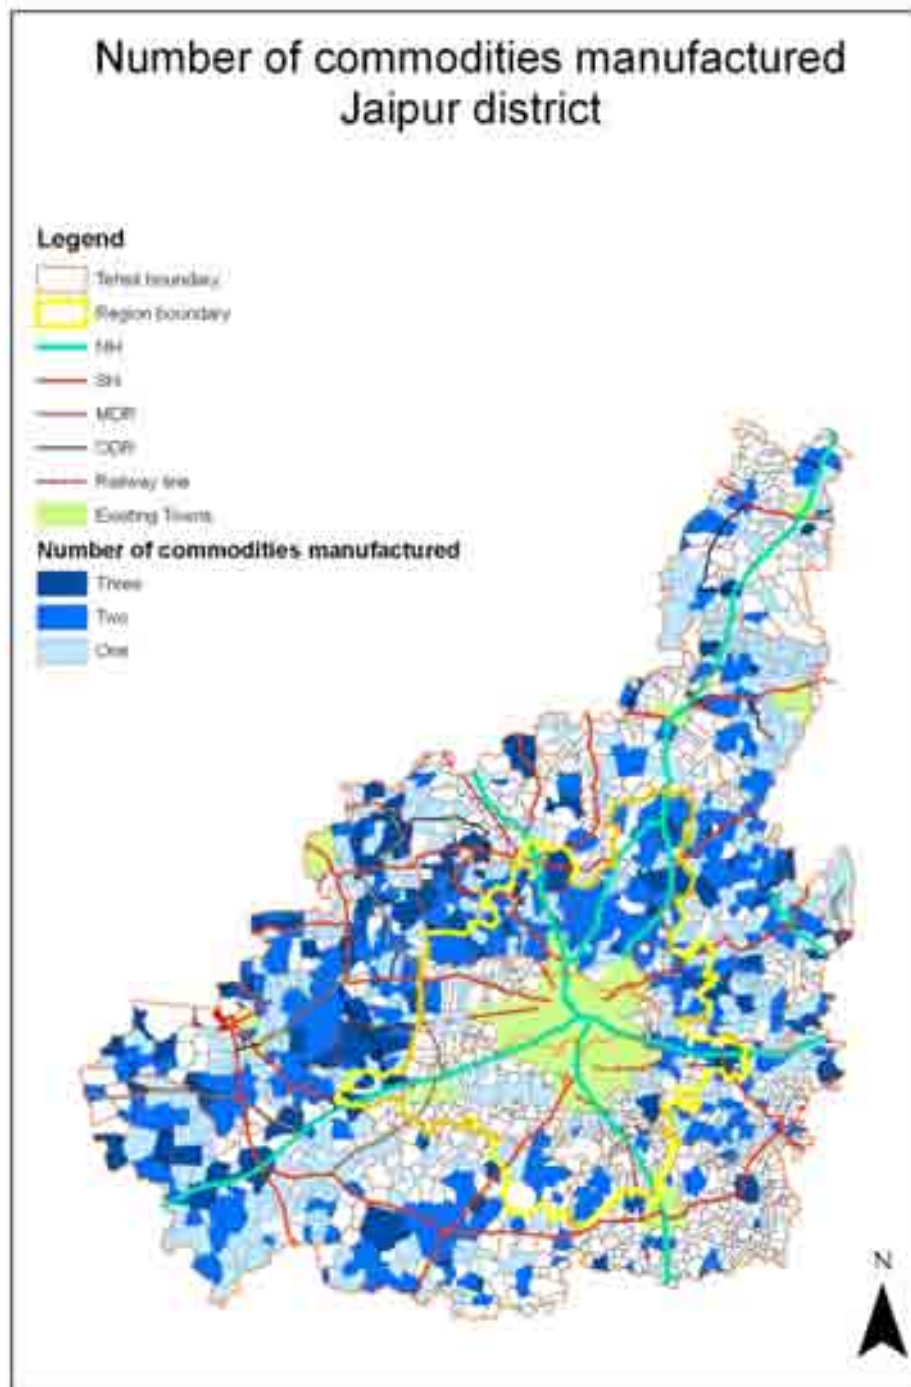 Number of commodities manufactured
Jaipur district
Legend
Tehsil boundary
Region boundary
NH
SH
MDR
ODR
Railway line
Existing Towns
Number of commodities manufactured
Three
Two
One
N